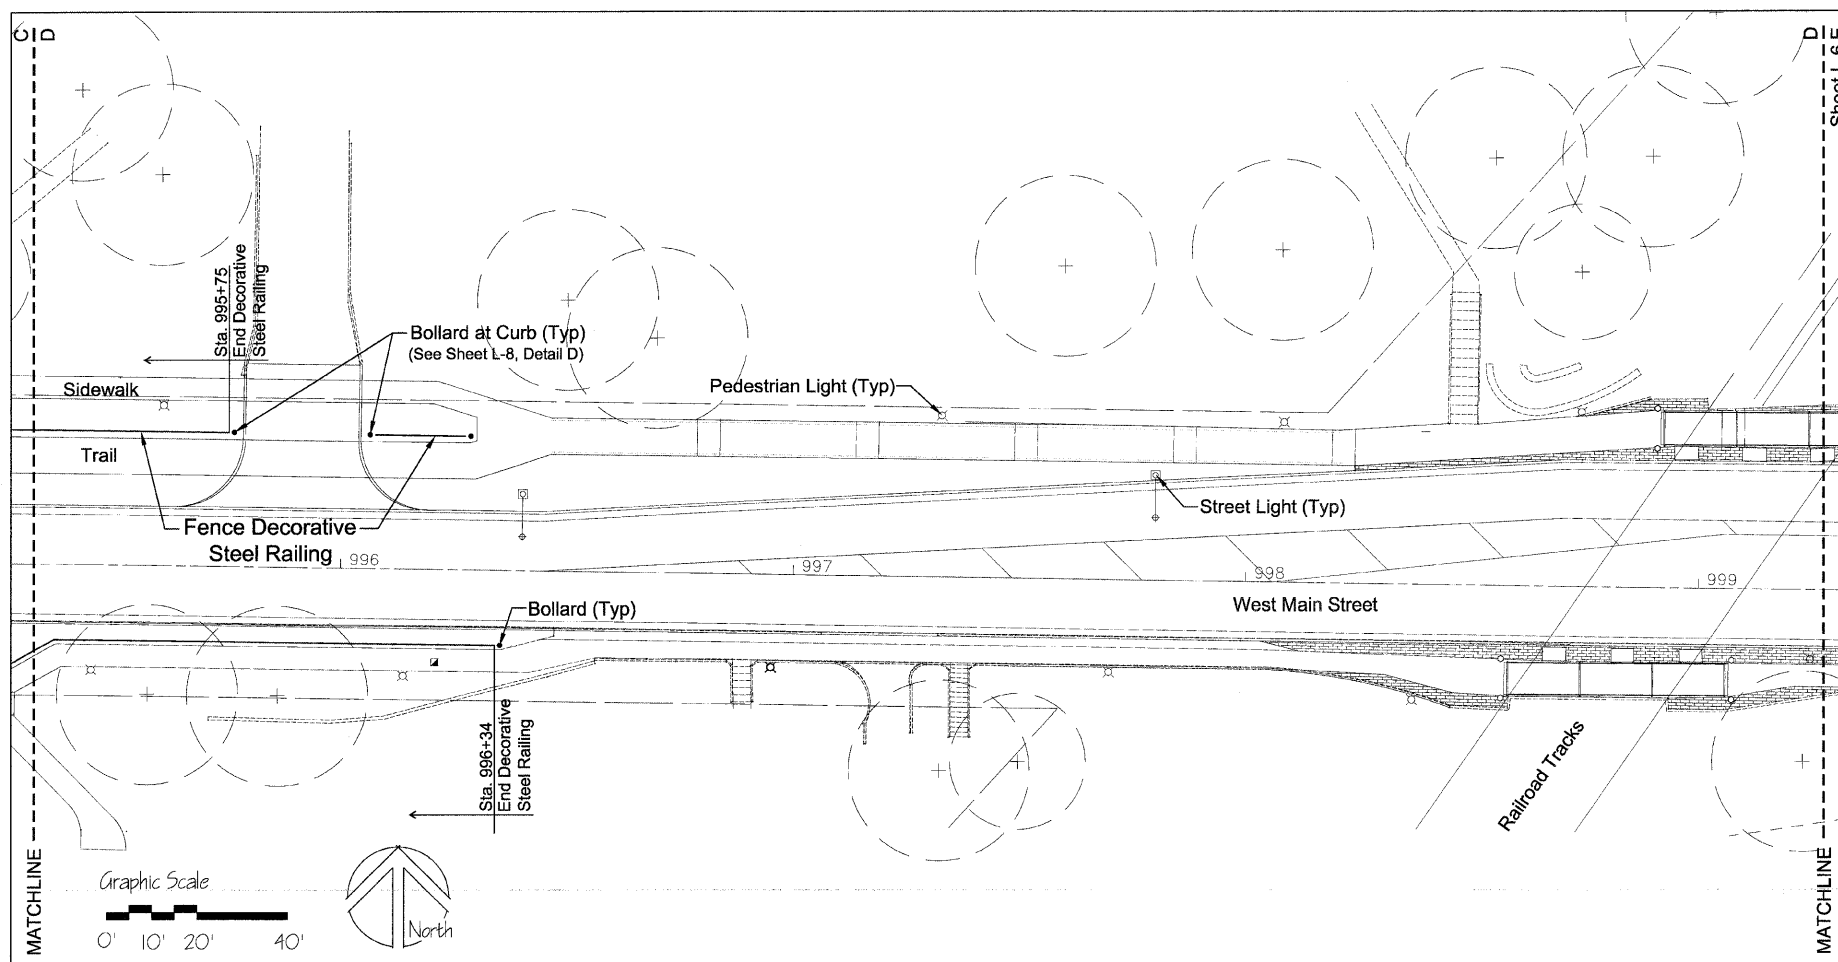 C
D
D
Sheet L-6.E
Sta. 995+75
End Decorative
Steel Railing
Bollard at Curb (Typ)
(See Sheet L-8, Detail D)
Sidewalk
Pedestrian Light (Typ)
Trail
Fence Decorative
Steel Railing
Street Light (Typ)
996
997
998
999
West Main Street
Bollard (Typ)
Sta. 996+34
End Decorative
Steel Railing
Railroad Tracks
MATCHLINE
MATCHLINE
Graphic Scale
0' 10' 20' 40'
North